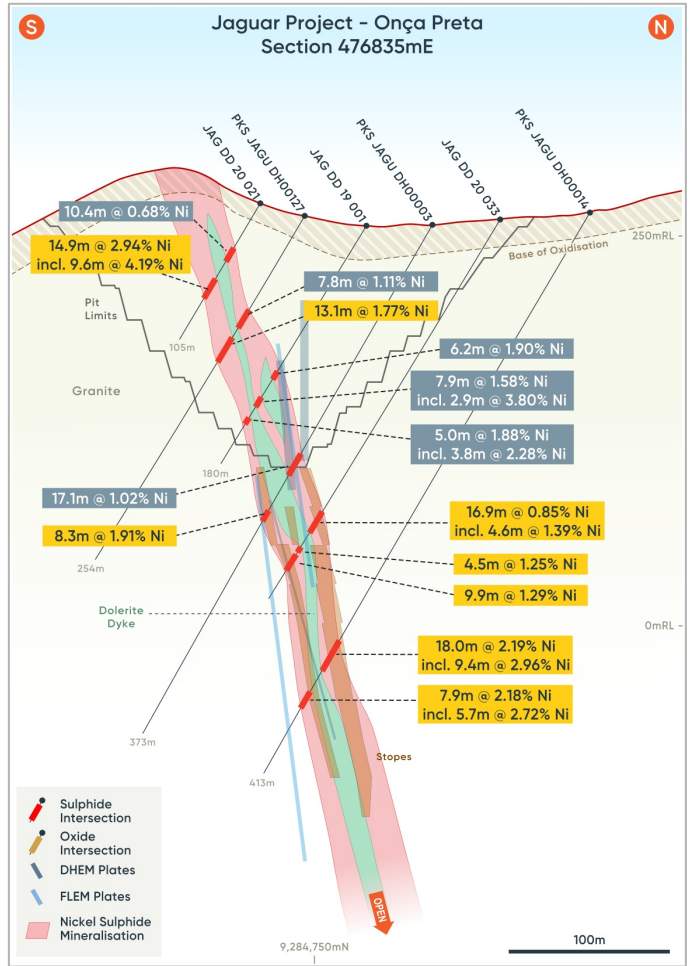 S
Jaguar Project - Onça Preta
Section 476835mE
N
JAG DD 20 021
PKS JAGU DH00127
JAG DD 19 001
PKS JAGU DH00003
JAG DD 20 033
PKS JAGU DH00014
10.4m @ 0.68% Ni
14.9m @ 2.94% Ni
incl. 9.6m @ 4.19% Ni
250mRL
Base of Oxidisation
7.8m @ 1.11% Ni
13.1m @ 1.77% Ni
Pit
Limits
105m
6.2m @ 1.90% Ni
7.9m @ 1.58% Ni
incl. 2.9m @ 3.80% Ni
Granite
5.0m @ 1.88% Ni
incl. 3.8m @ 2.28% Ni
180m
17.1m @ 1.02% Ni
8.3m @ 1.91% Ni
16.9m @ 0.85% Ni
incl. 4.6m @ 1.39% Ni
254m
4.5m @ 1.25% Ni
9.9m @ 1.29% Ni
Dolerite
Dyke
0mRL
18.0m @ 2.19% Ni
incl. 9.4m @ 2.96% Ni
7.9m @ 2.18% Ni
incl. 5.7m @ 2.72% Ni
373m
Stopes
413m
Sulphide
Intersection
Oxide
Intersection
DHEM Plates
FLEM Plates
Nickel Sulphide
Mineralisation
OPEN
9,284,750mN
100m